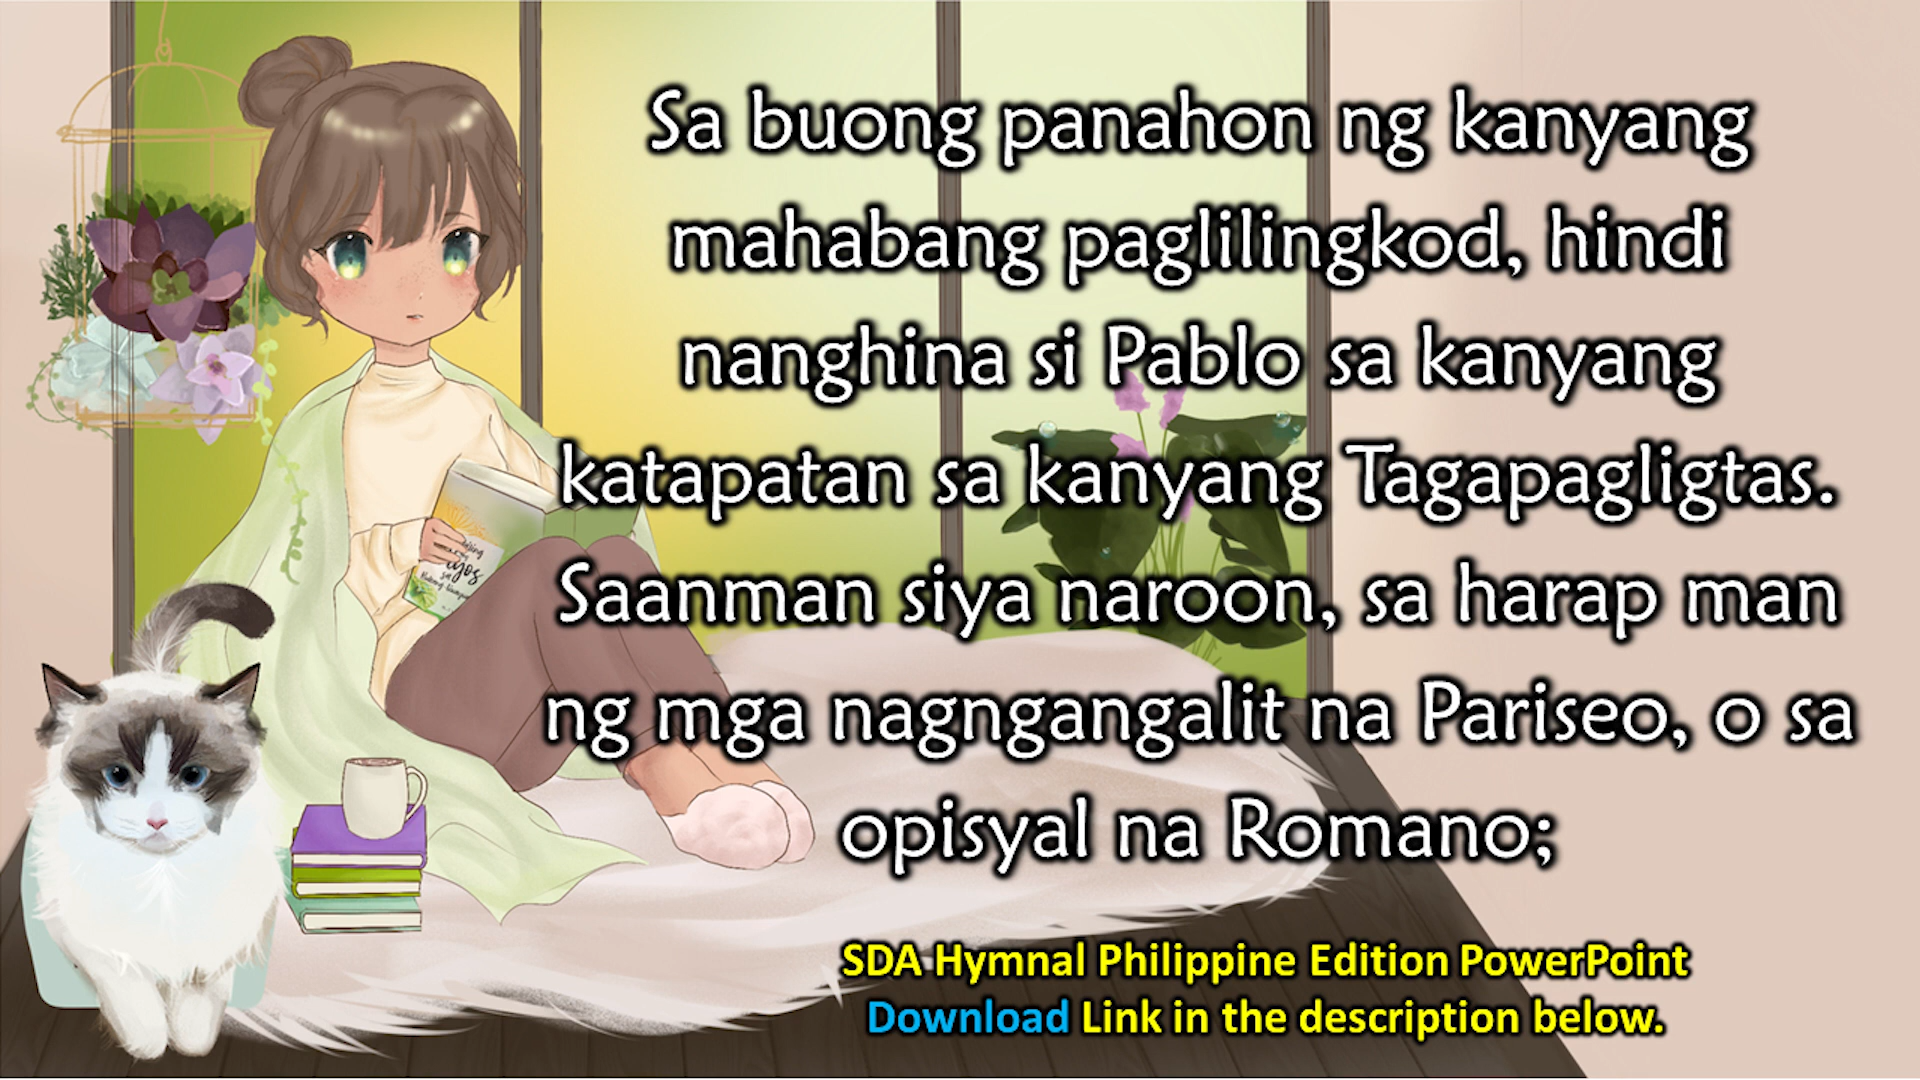 Sa buong panahon ng kanyang
mahabang paglilingkod, hindi
nanghina si Pablo sa kanyang
katapatan sa kanyang Tagapagligtas.
Saanman siya naroon, sa harap man
ng mga nagngangalit na Pariseo, o sa
opisyal na Romano;
SDA Hymnal Philippine Edition PowerPoint
Download Link in the description below.